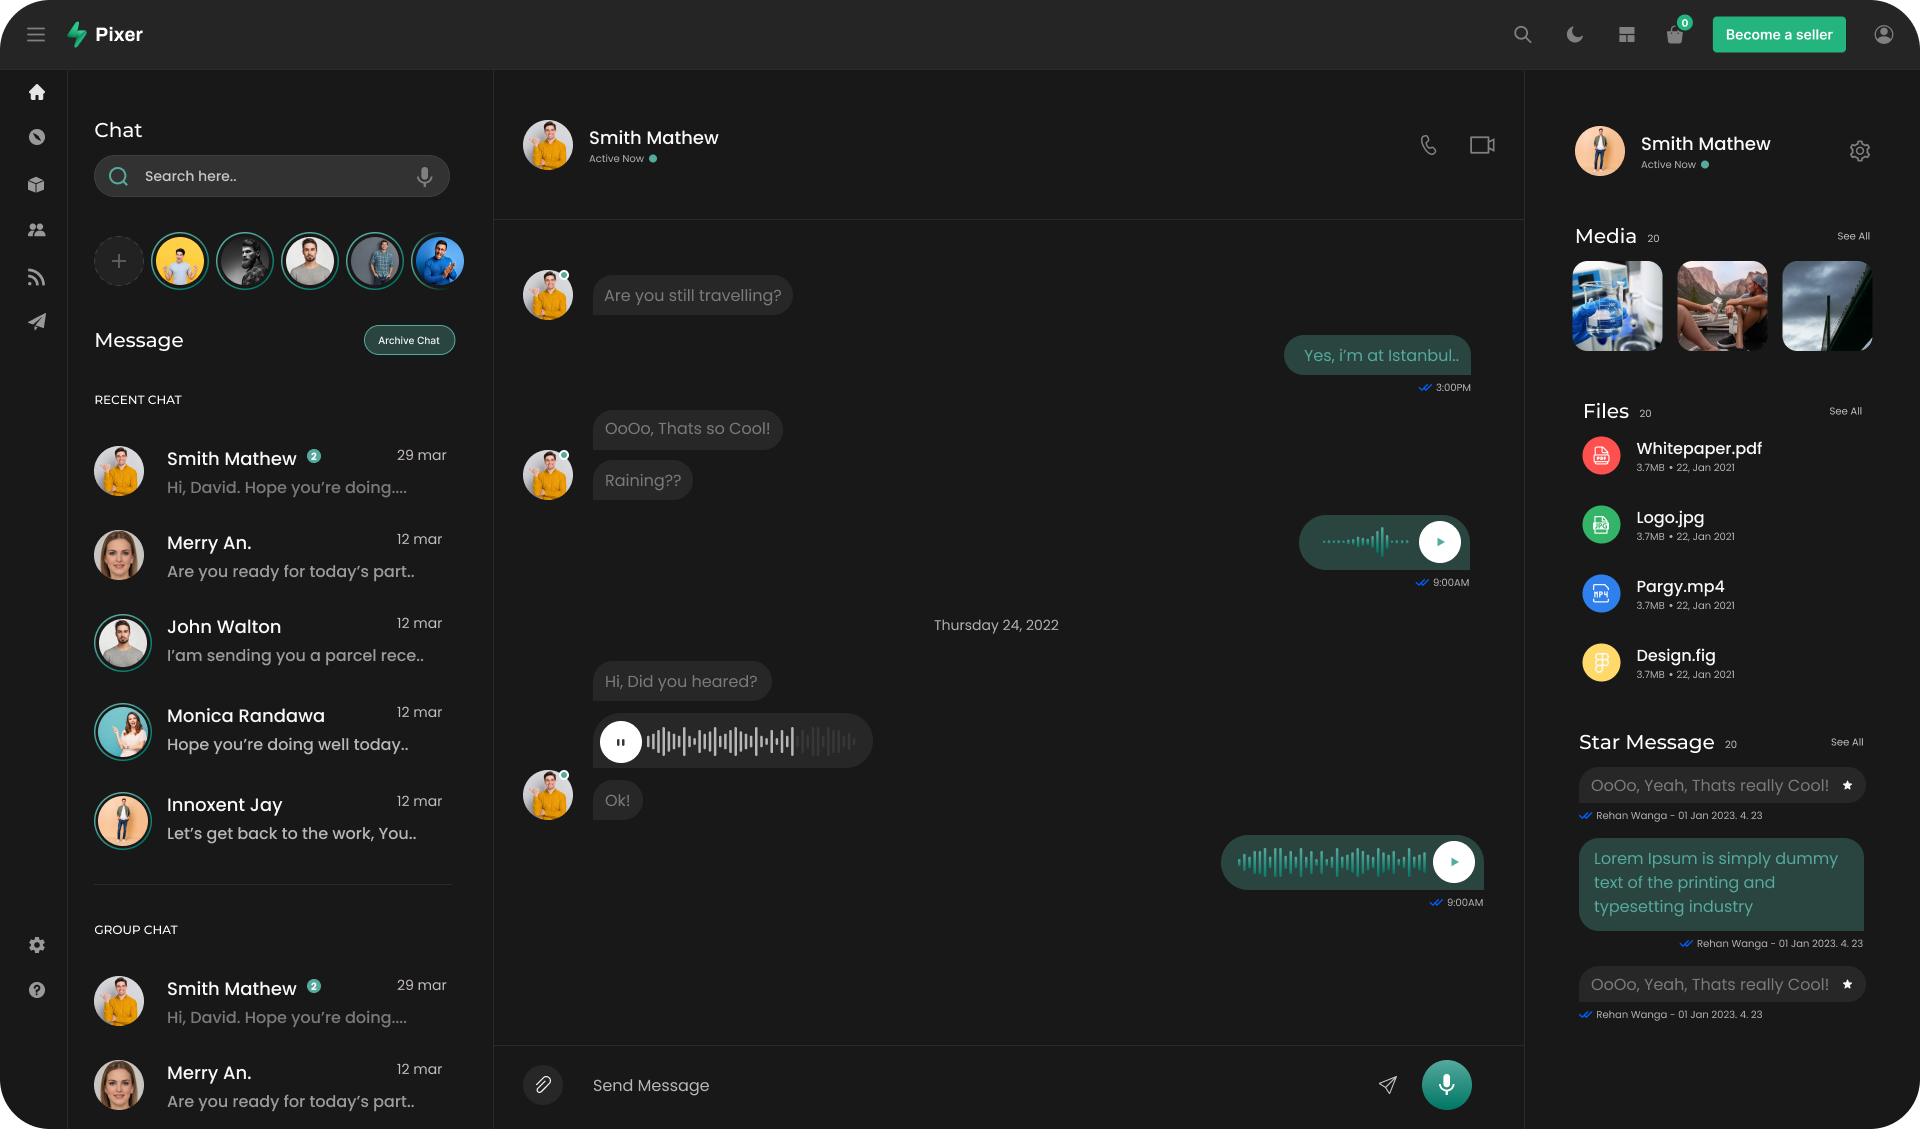 Pixer
0
Become a seller
Chat
Search here..
Message
Archive Chat
RECENT CHAT
Smith Mathew 2
29 mar
Hi, David. Hope you’re doing....
Merry An.
12 mar
Are you ready for today’s part..
John Walton
12 mar
I’am sending you a parcel rece..
Monica Randawa
12 mar
Hope you’re doing well today..
Innoxent Jay
12 mar
Let’s get back to the work, You..
GROUP CHAT
Smith Mathew 2
29 mar
Hi, David. Hope you’re doing....
Merry An.
12 mar
Are you ready for today’s part..
Smith Mathew
Active Now
Are you still travelling?
Yes, i’m at Istanbul..
3:00PM
OoOo, Thats so Cool!
Raining??
9:00AM
Thursday 24, 2022
Hi, Did you heared?
Ok!
9:00AM
Send Message
Smith Mathew
Active Now
Media 20
See All
Files 20
See All
PDF
Whitepaper.pdf
3.7MB • 22, Jan 2021
JPG
Logo.jpg
3.7MB • 22, Jan 2021
MP4
Pargy.mp4
3.7MB • 22, Jan 2021
Design.fig
3.7MB • 22, Jan 2021
Star Message 20
See All
OoOo, Yeah, Thats really Cool!
Rehan Wanga - 01 Jan 2023. 4. 23
Lorem Ipsum is simply dummy
text of the printing and
typesetting industry
Rehan Wanga - 01 Jan 2023. 4. 23
OoOo, Yeah, Thats really Cool!
Rehan Wanga - 01 Jan 2023. 4. 23